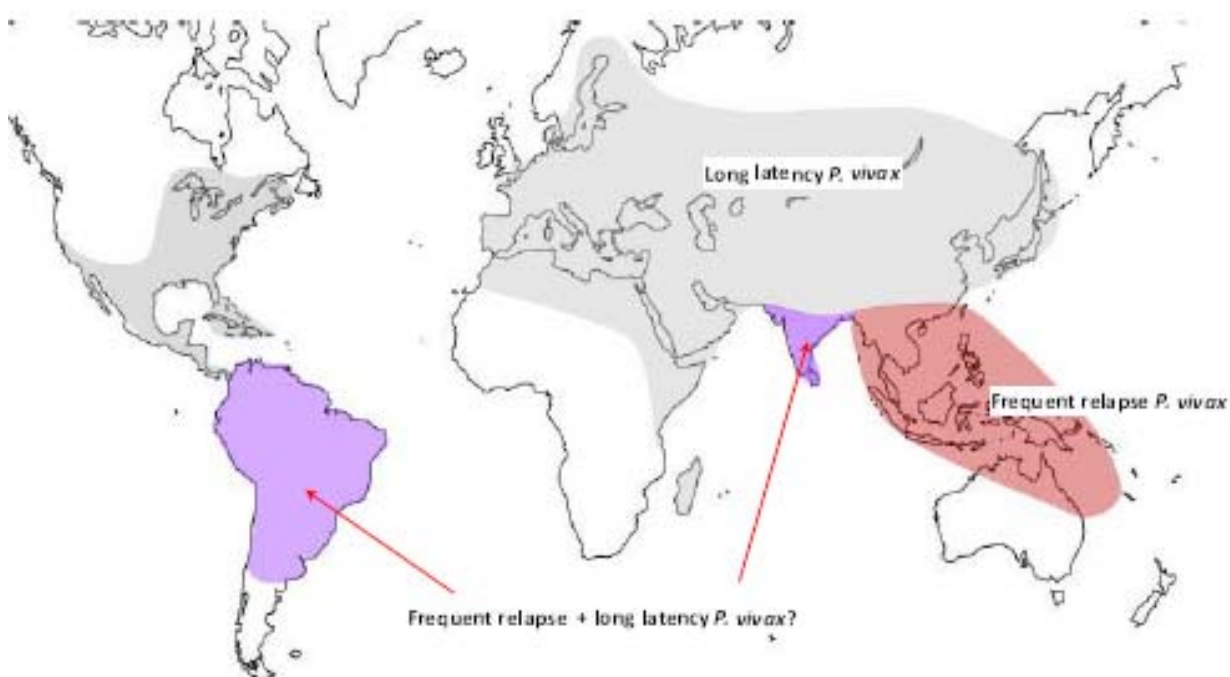 Long latency P. vivax
Frequent relapse P. vivax
Frequent relapse + long latency P. vivax?